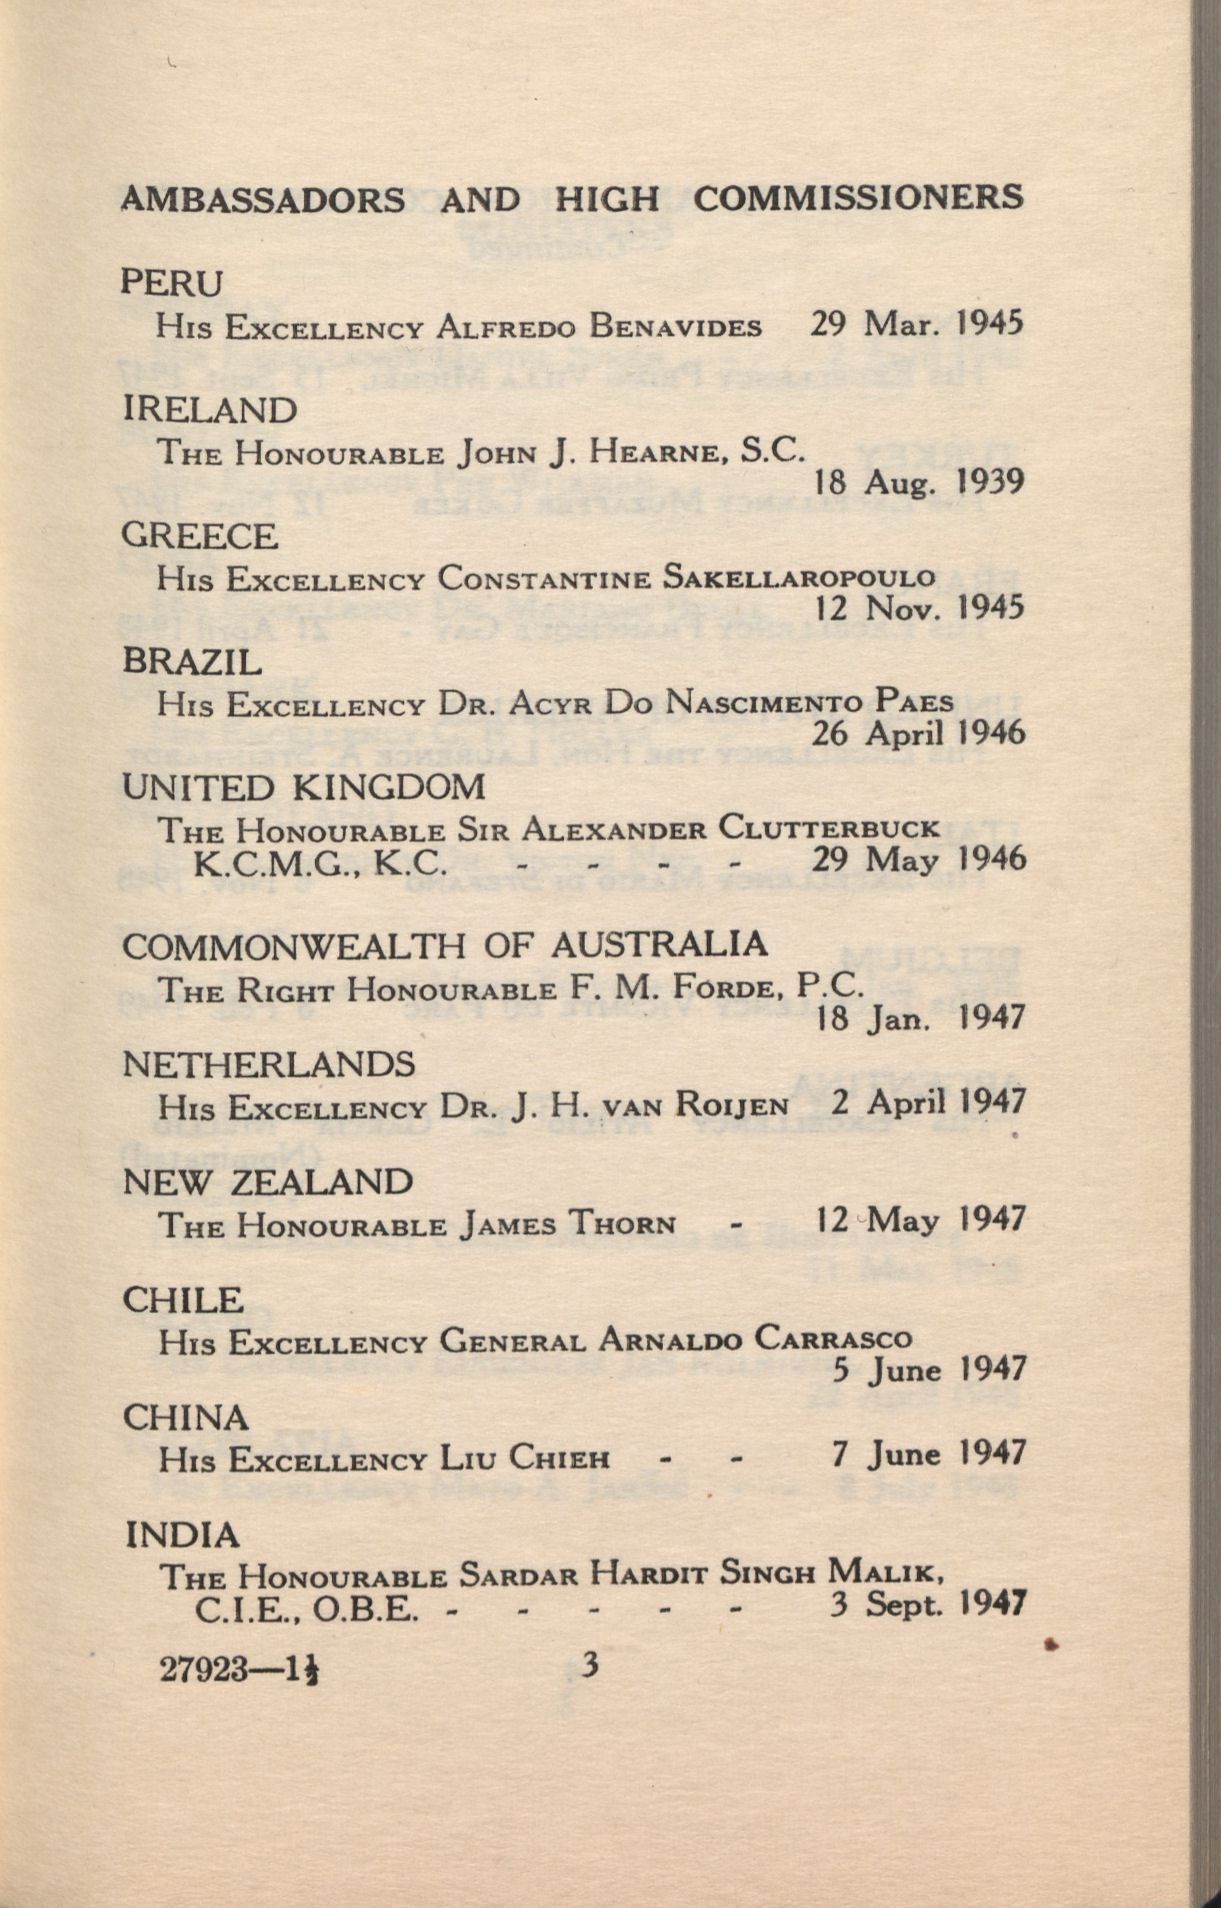 AMBASSADORS AND HIGH COMMISSIONERS
PERU
His Excellency Alfredo Benavides 29 Mar. 1945
IRELAND
The Honourable John J. Hearne, S.C.
18 Aug. 1939
GREECE
His Excellency Constantine Sakellaropoulo
12 Nov. 1945
BRAZIL
His Excellency Dr. Acyr Do Nascimento Paes
26 April 1946
UNITED KINGDOM
The Honourable Sir Alexander Clutterbuck
K.C.M.G., K.C. - - - - 29 May 1946
COMMONWEALTH OF AUSTRALIA
The Right Honourable F. M. Forde, P.C.
18 Jan. 1947
NETHERLANDS
His Excellency Dr. J. H. van Roijen 2 April 1947
NEW ZEALAND
The Honourable James Thorn - 12 May 1947
CHILE
His Excellency General Arnaldo Carrasco
5 June 1947
CHINA
His Excellency Liu Chieh - - 7 June 1947
INDIA
The Honourable Sardar Hardit Singh Malik,
C.I.E., O.B.E. - - - - - 3 Sept. 1947
27923—1½ 3